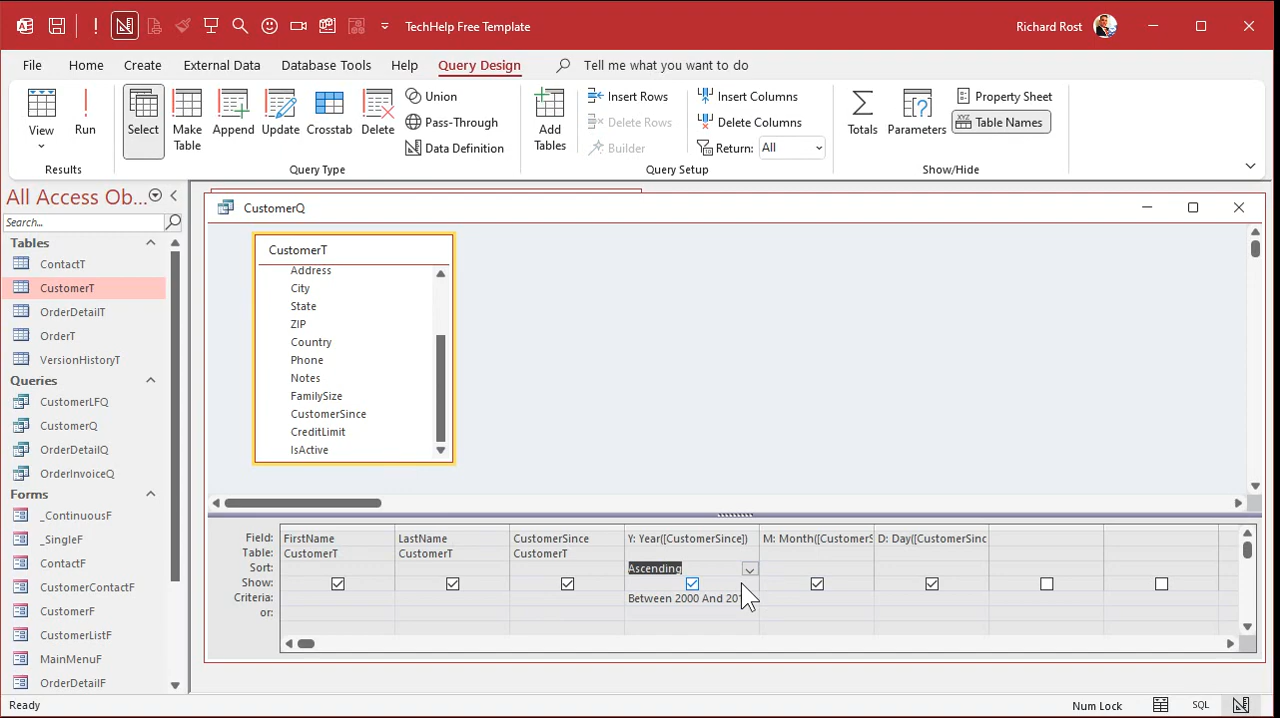 TechHelp Free Template
Richard Rost
File Home Create External Data Database Tools Help Query Design Tell me what you want to do
View
Run
Results
Select
Make Table
Append
Update
Crosstab
Delete
Union
Pass-Through
Data Definition
Query Type
Add Tables
Insert Rows
Delete Rows
Builder
Insert Columns
Delete Columns
Return: All
Query Setup
Totals
Parameters
Property Sheet
Table Names
Show/Hide
All Access Ob...
Search...
Tables
ContactT
CustomerT
OrderDetailT
OrderT
VersionHistoryT
Queries
CustomerLFQ
CustomerQ
OrderDetailQ
OrderInvoiceQ
Forms
_ContinuousF
_SingleF
ContactF
CustomerContactF
CustomerF
CustomerListF
MainMenuF
OrderDetailF
CustomerQ
CustomerT
Address
City
State
ZIP
Country
Phone
Notes
FamilySize
CustomerSince
CreditLimit
IsActive
Field: FirstName LastName CustomerSince Y: Year([CustomerSince]) M: Month([CustomerS D: Day([CustomerSinc
Table: CustomerT CustomerT CustomerT
Sort: Ascending
Show:
Criteria: Between 2000 And
or:
Ready
Num Lock
SQL